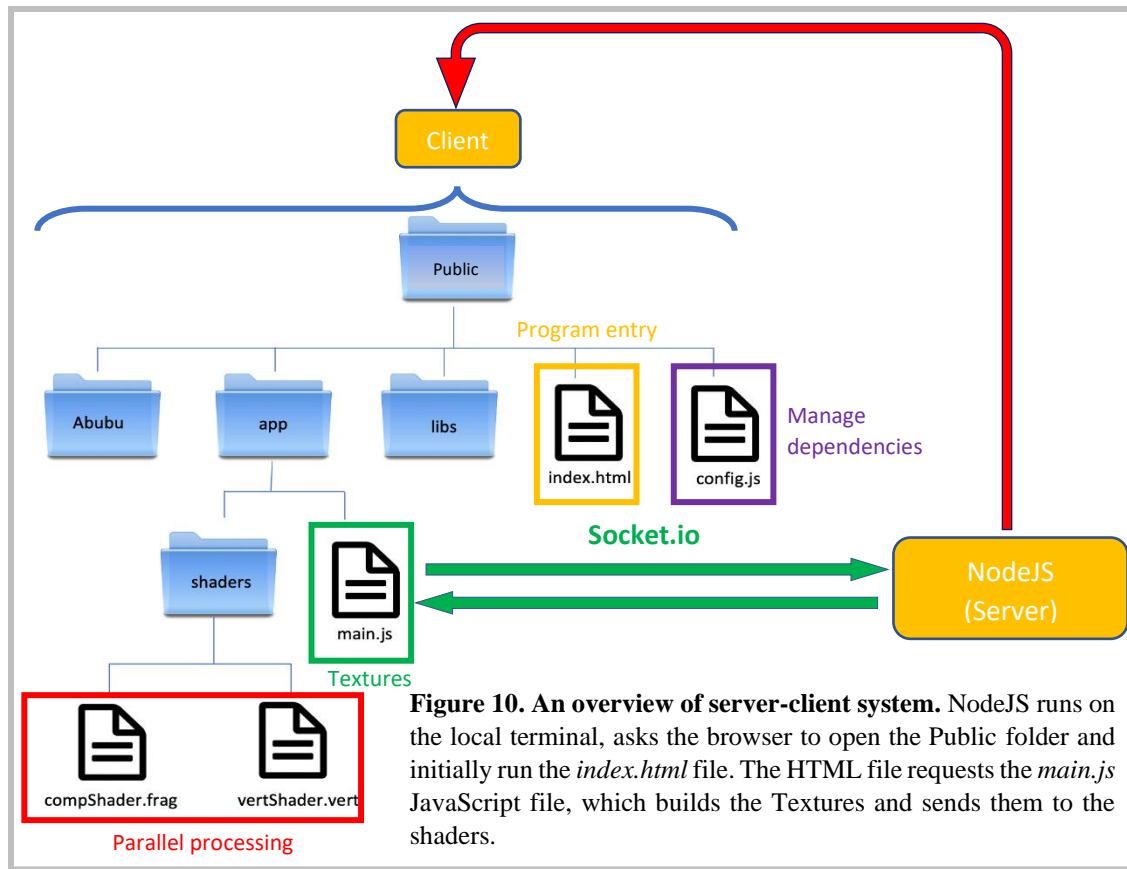 Client
Public
Program entry
Abubu
app
libs
index.html
config.js
Manage
dependencies
Socket.io
shaders
main.js
NodeJS
(Server)
Textures
compShader.frag
vertShader.vert
Parallel processing
Figure 10. An overview of server-client system. NodeJS runs on
the local terminal, asks the browser to open the Public folder and
initially run the index.html file. The HTML file requests the main.js
JavaScript file, which builds the Textures and sends them to the
shaders.